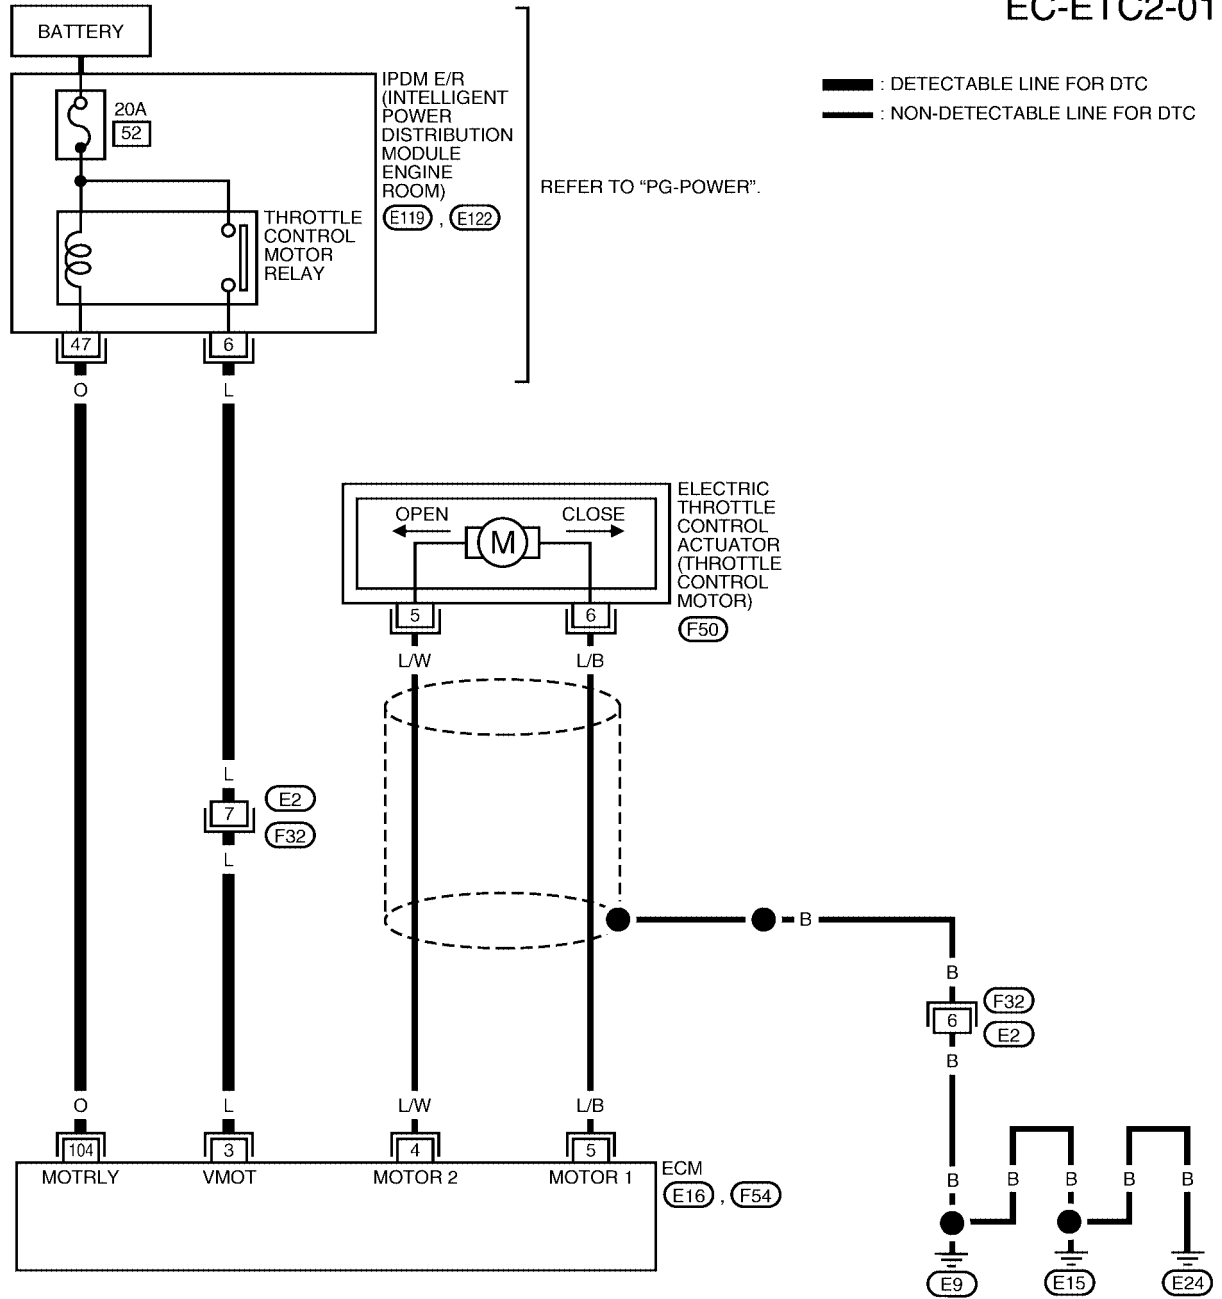 EC-ETC2-01
BATTERY
: DETECTABLE LINE FOR DTC
: NON-DETECTABLE LINE FOR DTC
20A
52
IPDM E/R
(INTELLIGENT
POWER
DISTRIBUTION
MODULE
ENGINE
ROOM)
E119 , E122
REFER TO “PG-POWER”.
THROTTLE
CONTROL
MOTOR
RELAY
47 6
O L
OPEN CLOSE
M
ELECTRIC
THROTTLE
CONTROL
ACTUATOR
(THROTTLE
CONTROL
MOTOR)
F50
5 6
L/W L/B
L
7
E2
F32
L
B
B
6
F32
E2
B
O L L/W L/B
104 3 4 5
MOTRLY VMOT MOTOR 2 MOTOR 1
ECM
E16 , F54
B B B B B
E9 E15 E24